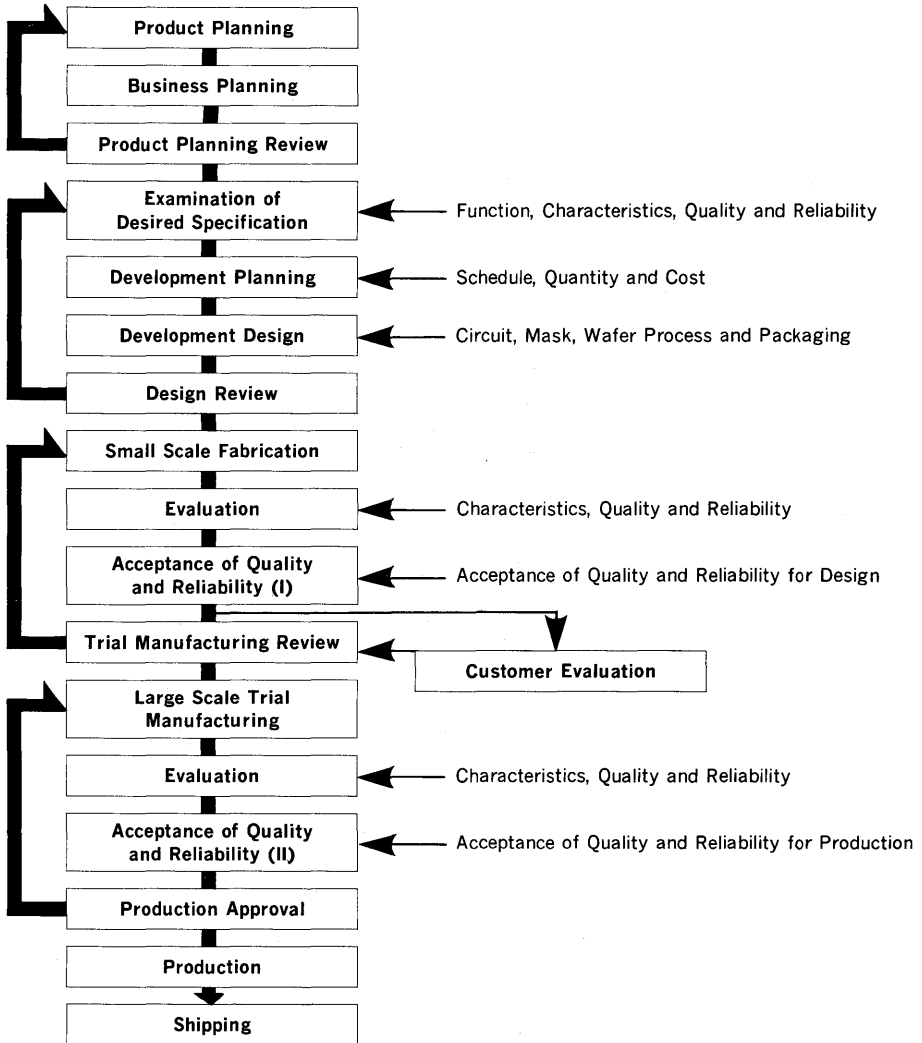 Product Planning
Business Planning
Product Planning Review
Examination of
Desired Specification
Function, Characteristics, Quality and Reliability
Development Planning
Schedule, Quantity and Cost
Development Design
Circuit, Mask, Wafer Process and Packaging
Design Review
Small Scale Fabrication
Evaluation
Characteristics, Quality and Reliability
Acceptance of Quality
and Reliability (I)
Acceptance of Quality and Reliability for Design
Trial Manufacturing Review
Customer Evaluation
Large Scale Trial
Manufacturing
Evaluation
Characteristics, Quality and Reliability
Acceptance of Quality
and Reliability (II)
Acceptance of Quality and Reliability for Production
Production Approval
Production
Shipping